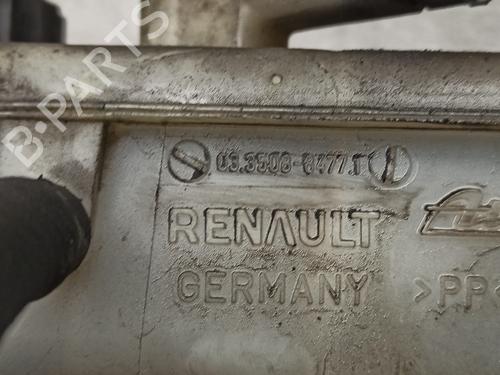 B-PARTS
03.3508-8477.1
RENAULT
GERMANY >PP<